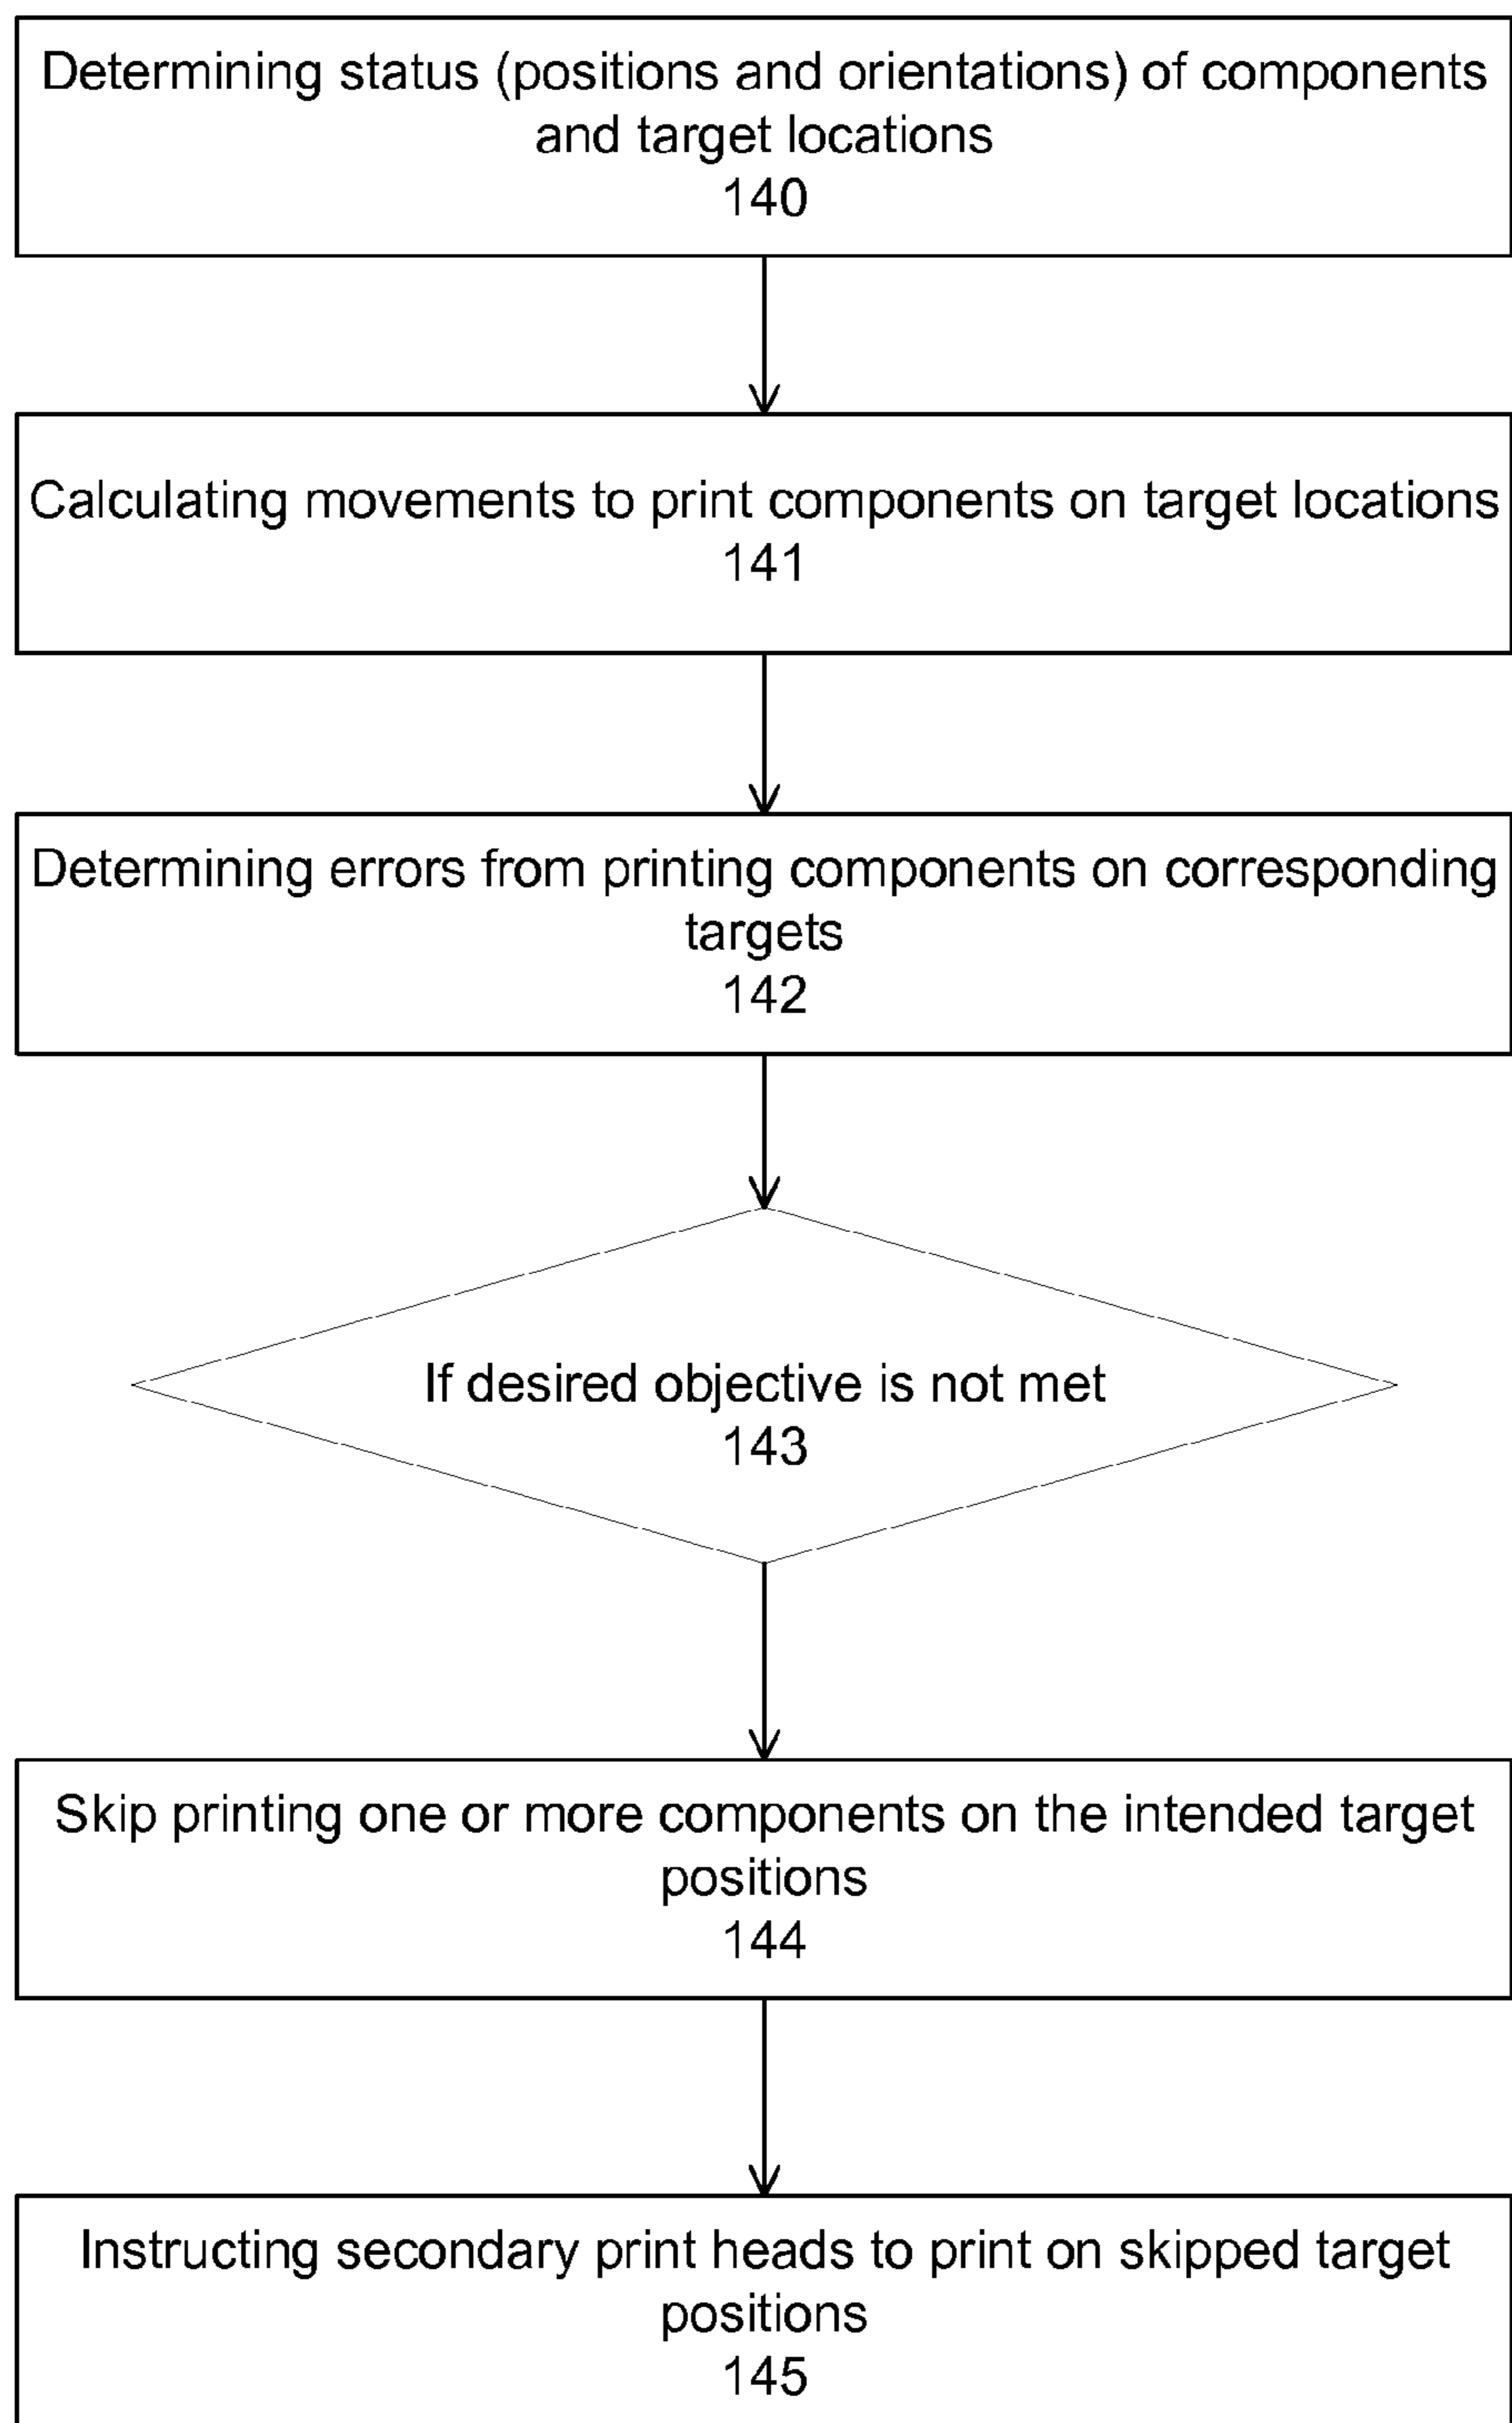 Determining status (positions and orientations) of components
and target locations
140
Calculating movements to print components on target locations
141
Determining errors from printing components on corresponding
targets
142
If desired objective is not met
143
Skip printing one or more components on the intended target
positions
144
Instructing secondary print heads to print on skipped target
positions
145